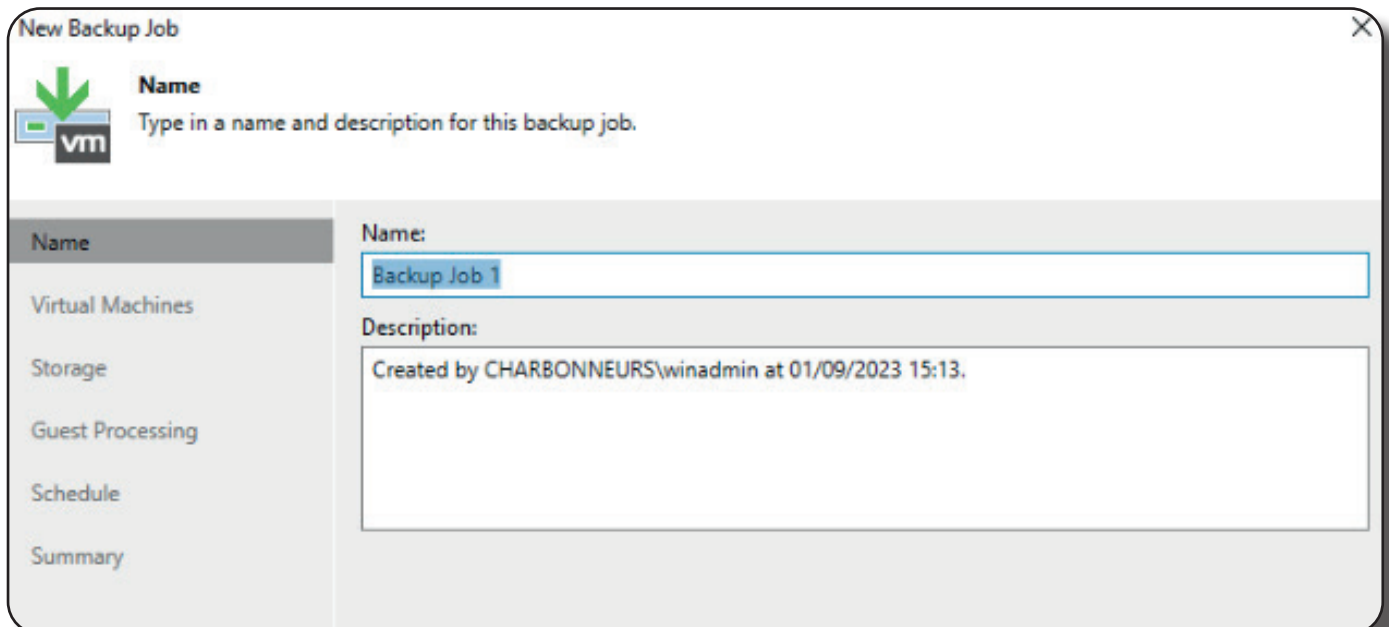 New Backup Job
Name
Type in a name and description for this backup job.
vm
Name
Virtual Machines
Storage
Guest Processing
Schedule
Summary
Name:
Backup Job 1
Description:
Created by CHARBONNEURS\winadmin at 01/09/2023 15:13.